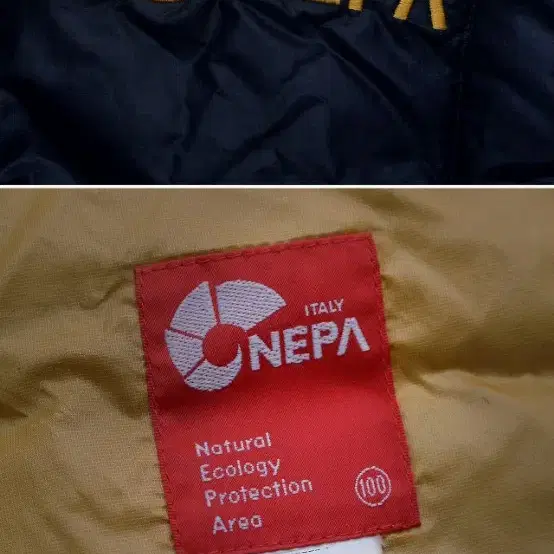 ITALY
NEPA
Natural
Ecology
Protection
Area
100